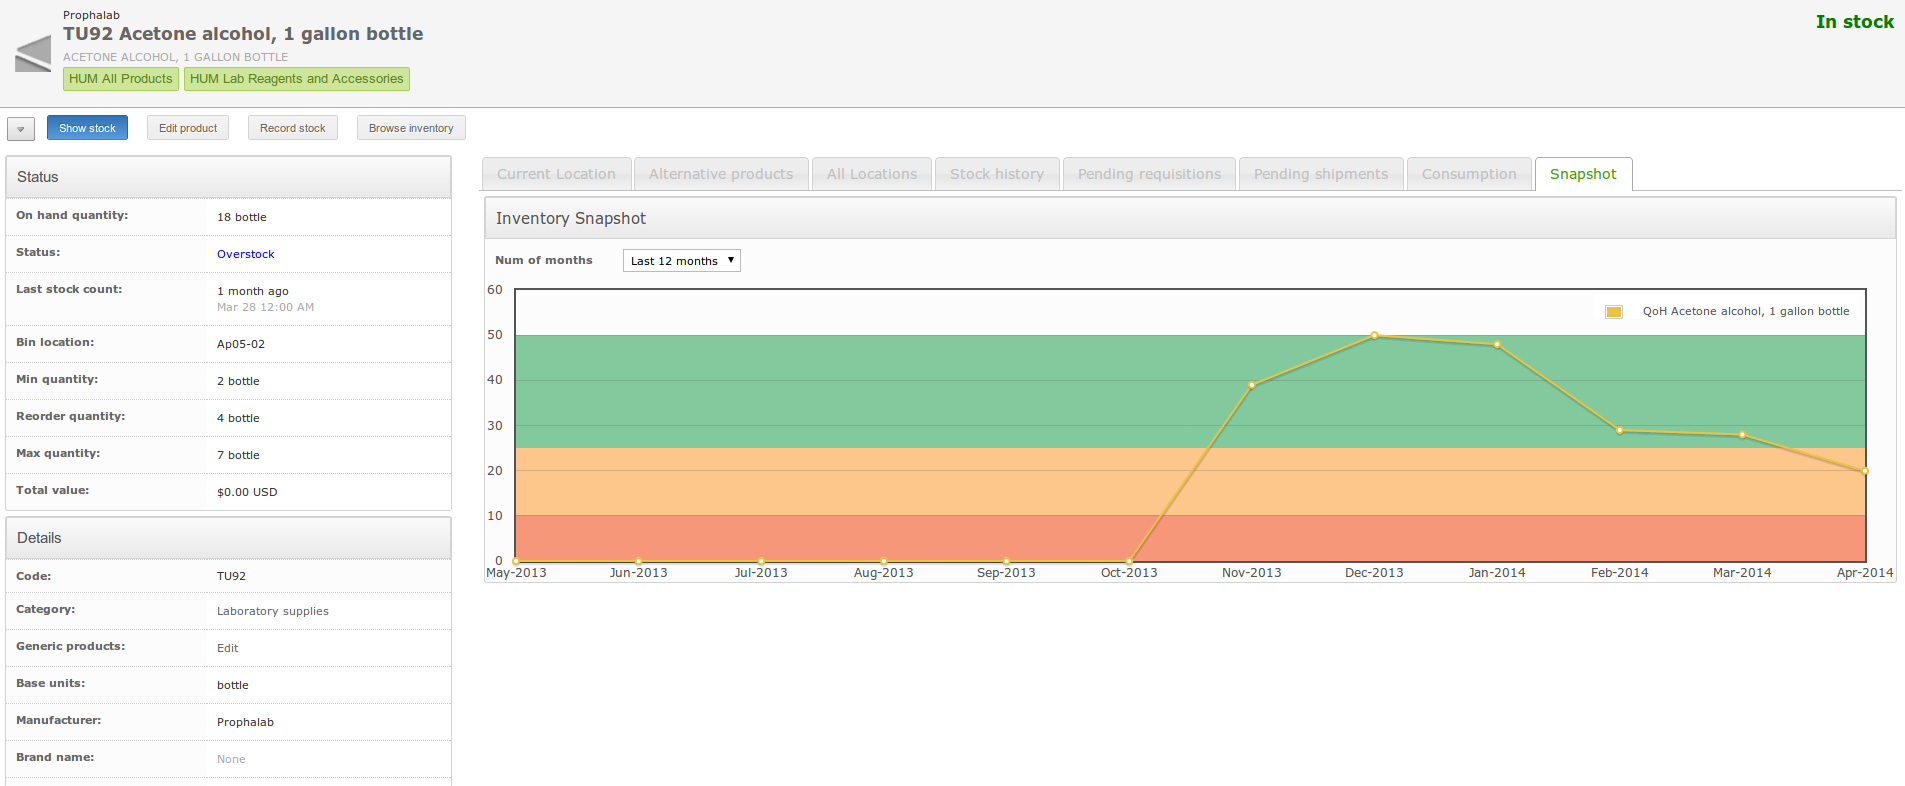 Prophalab
TU92 Acetone alcohol, 1 gallon bottle
ACETONE ALCOHOL, 1 GALLON BOTTLE
HUM All Products HUM Lab Reagents and Accessories
In stock
Show stock Edit product Record stock Browse inventory
Status
On hand quantity: 18 bottle
Status: Overstock
Last stock count: 1 month ago
Mar 28 12:00 AM
Bin location: Ap05-02
Min quantity: 2 bottle
Reorder quantity: 4 bottle
Max quantity: 7 bottle
Total value: $0.00 USD
Details
Code: TU92
Category: Laboratory supplies
Generic products: Edit
Base units: bottle
Manufacturer: Prophalab
Brand name: None
Current Location Alternative products All Locations Stock history Pending requisitions Pending shipments Consumption Snapshot
Inventory Snapshot
Num of months Last 12 months
QoH Acetone alcohol, 1 gallon bottle
60
50
40
30
20
10
0
May-2013 Jun-2013 Jul-2013 Aug-2013 Sep-2013 Oct-2013 Nov-2013 Dec-2013 Jan-2014 Feb-2014 Mar-2014 Apr-2014